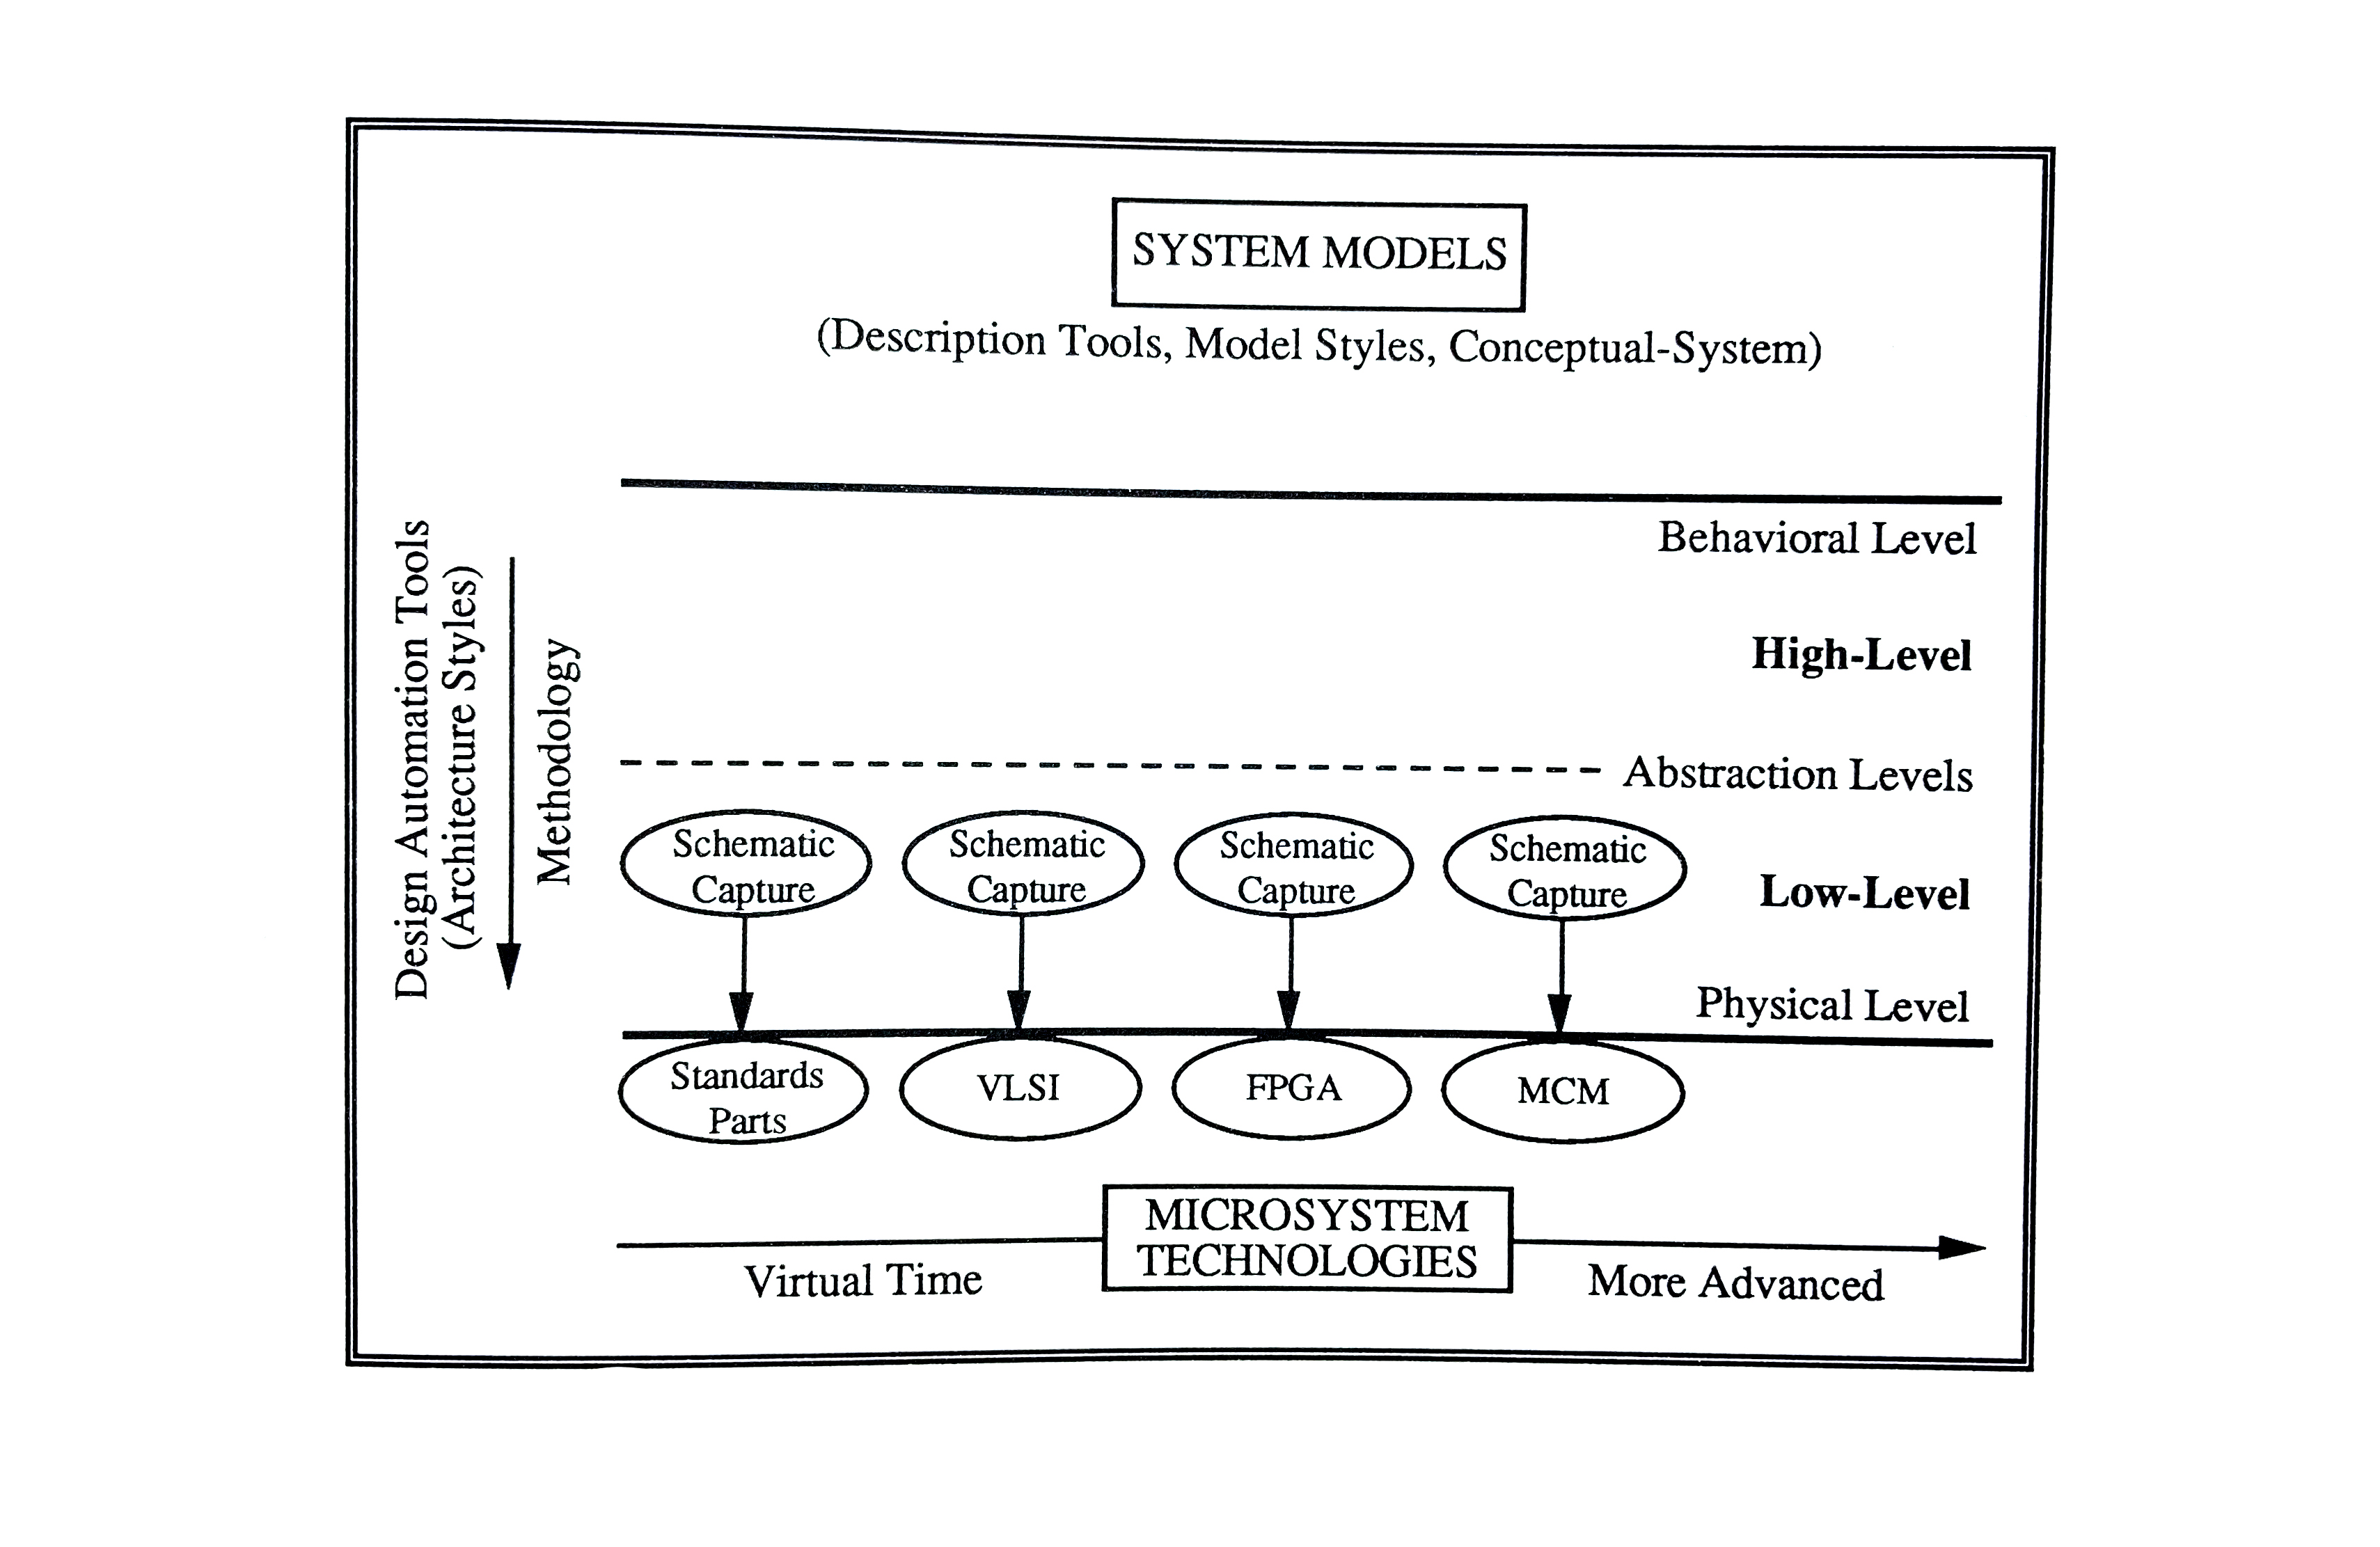 SYSTEM MODELS
(Description Tools, Model Styles, Conceptual-System)
Behavioral Level
High-Level
Design Automation Tools
(Architecture Styles)
Methodology
Abstraction Levels
Schematic
Capture
Schematic
Capture
Schematic
Capture
Schematic
Capture
Low-Level
Physical Level
Standards
Parts
VLSI
FPGA
MCM
MICROSYSTEM
TECHNOLOGIES
Virtual Time
More Advanced